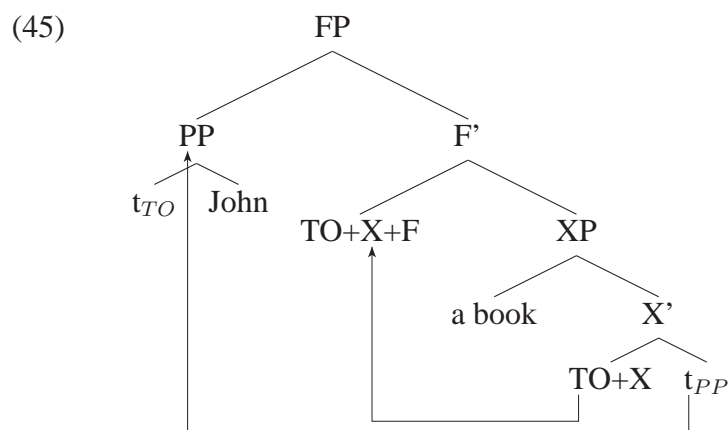 (45) FP
PP F’
t_TO John TO+X+F XP
a book X’
TO+X t_PP